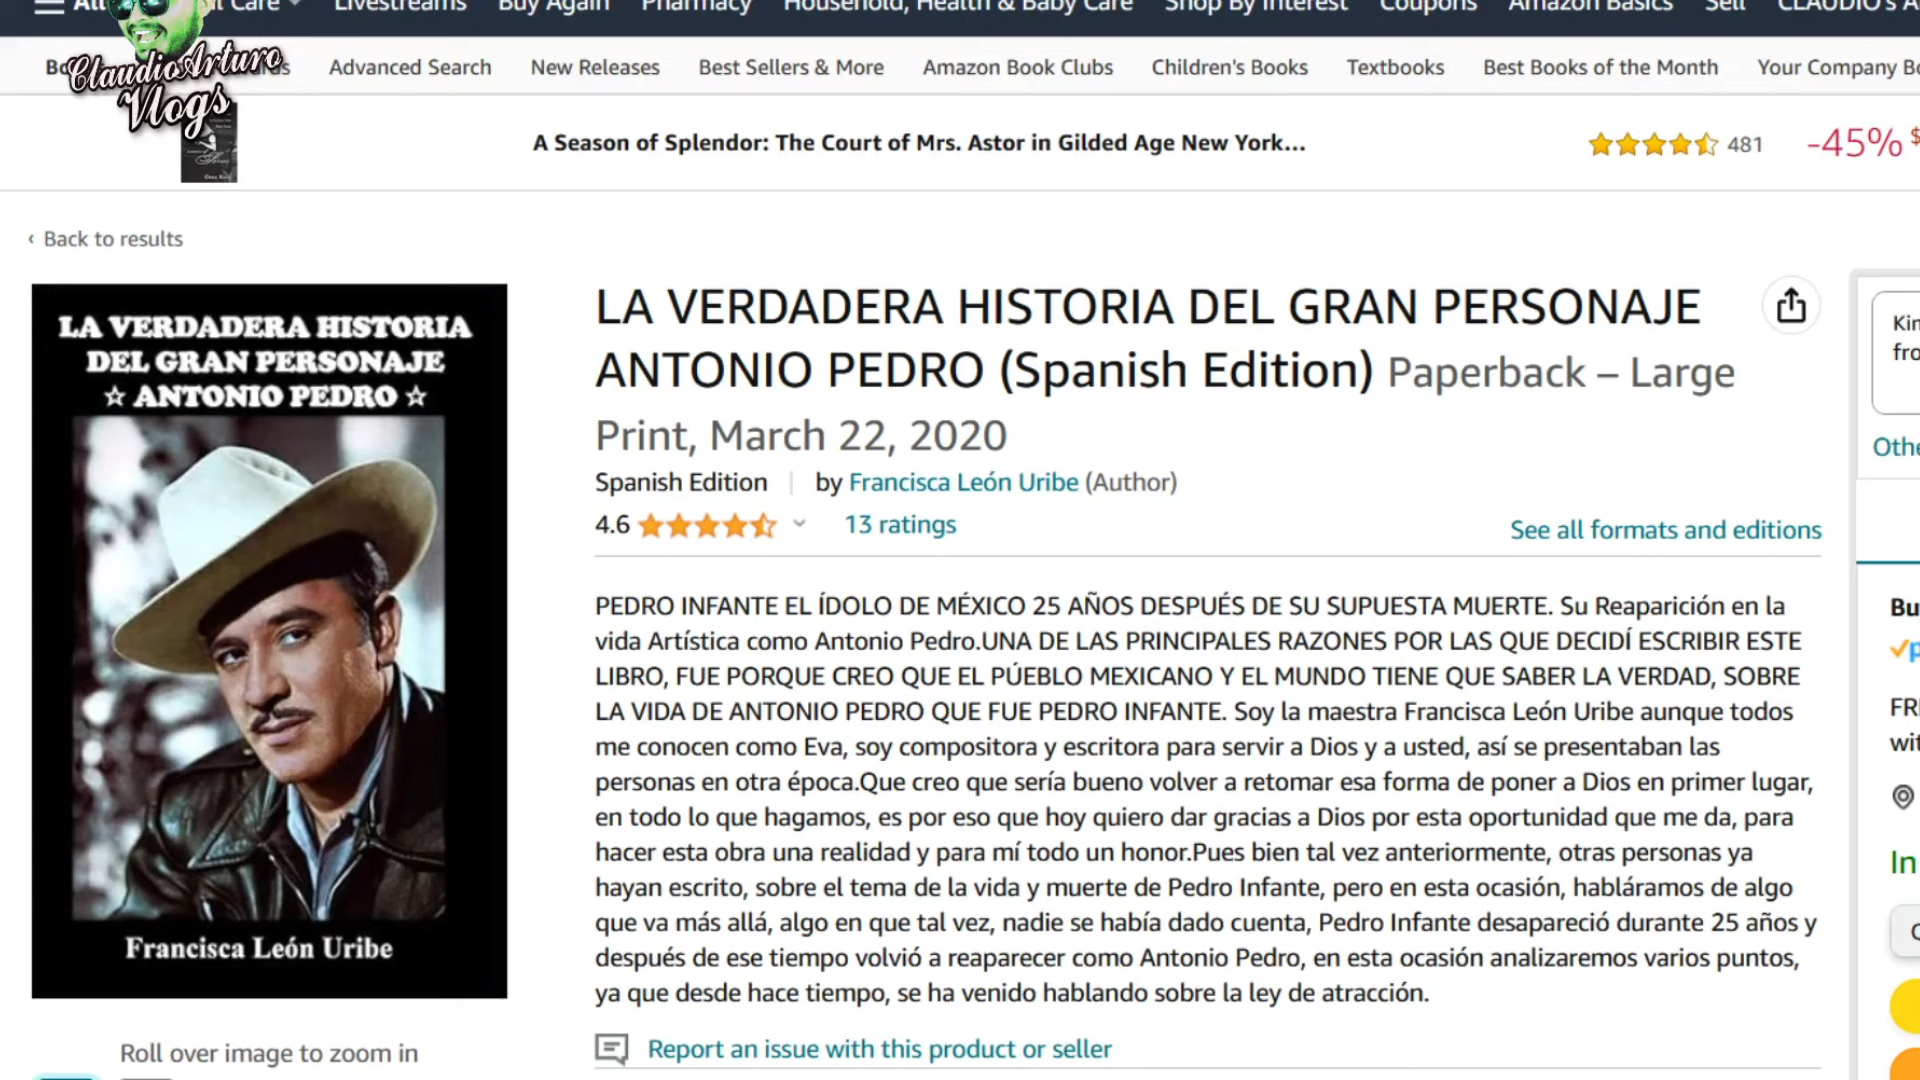 Livestreams Buy Again Pharmacy Household, Health & Baby Care Shop By Interest Coupons Amazon Basics Sell CLAUDIO's
ClaudioArturo
Vlogs
Advanced Search New Releases Best Sellers & More Amazon Book Clubs Children's Books Textbooks Best Books of the Month Your Company
A Season of Splendor: The Court of Mrs. Astor in Gilded Age New York... 481 -45% $
‹ Back to results
LA VERDADERA HISTORIA
DEL GRAN PERSONAJE
☆ ANTONIO PEDRO ☆
Francisca León Uribe
Roll over image to zoom in
LA VERDADERA HISTORIA DEL GRAN PERSONAJE
ANTONIO PEDRO (Spanish Edition) Paperback – Large
Print, March 22, 2020
Spanish Edition | by Francisca León Uribe (Author)
4.6 13 ratings
See all formats and editions
PEDRO INFANTE EL ÍDOLO DE MÉXICO 25 AÑOS DESPUÉS DE SU SUPUESTA MUERTE. Su Reaparición en la
vida Artística como Antonio Pedro.UNA DE LAS PRINCIPALES RAZONES POR LAS QUE DECIDÍ ESCRIBIR ESTE
LIBRO, FUE PORQUE CREO QUE EL PÚEBLO MEXICANO Y EL MUNDO TIENE QUE SABER LA VERDAD, SOBRE
LA VIDA DE ANTONIO PEDRO QUE FUE PEDRO INFANTE. Soy la maestra Francisca León Uribe aunque todos
me conocen como Eva, soy compositora y escritora para servir a Dios y a usted, así se presentaban las
personas en otra época.Que creo que sería bueno volver a retomar esa forma de poner a Dios en primer lugar,
en todo lo que hagamos, es por eso que hoy quiero dar gracias a Dios por esta oportunidad que me da, para
hacer esta obra una realidad y para mí todo un honor.Pues bien tal vez anteriormente, otras personas ya
hayan escrito, sobre el tema de la vida y muerte de Pedro Infante, pero en esta ocasión, habláramos de algo
que va más allá, algo en que tal vez, nadie se había dado cuenta, Pedro Infante desapareció durante 25 años y
después de ese tiempo volvió a reaparecer como Antonio Pedro, en esta ocasión analizaremos varios puntos,
ya que desde hace tiempo, se ha venido hablando sobre la ley de atracción.
Report an issue with this product or seller
In